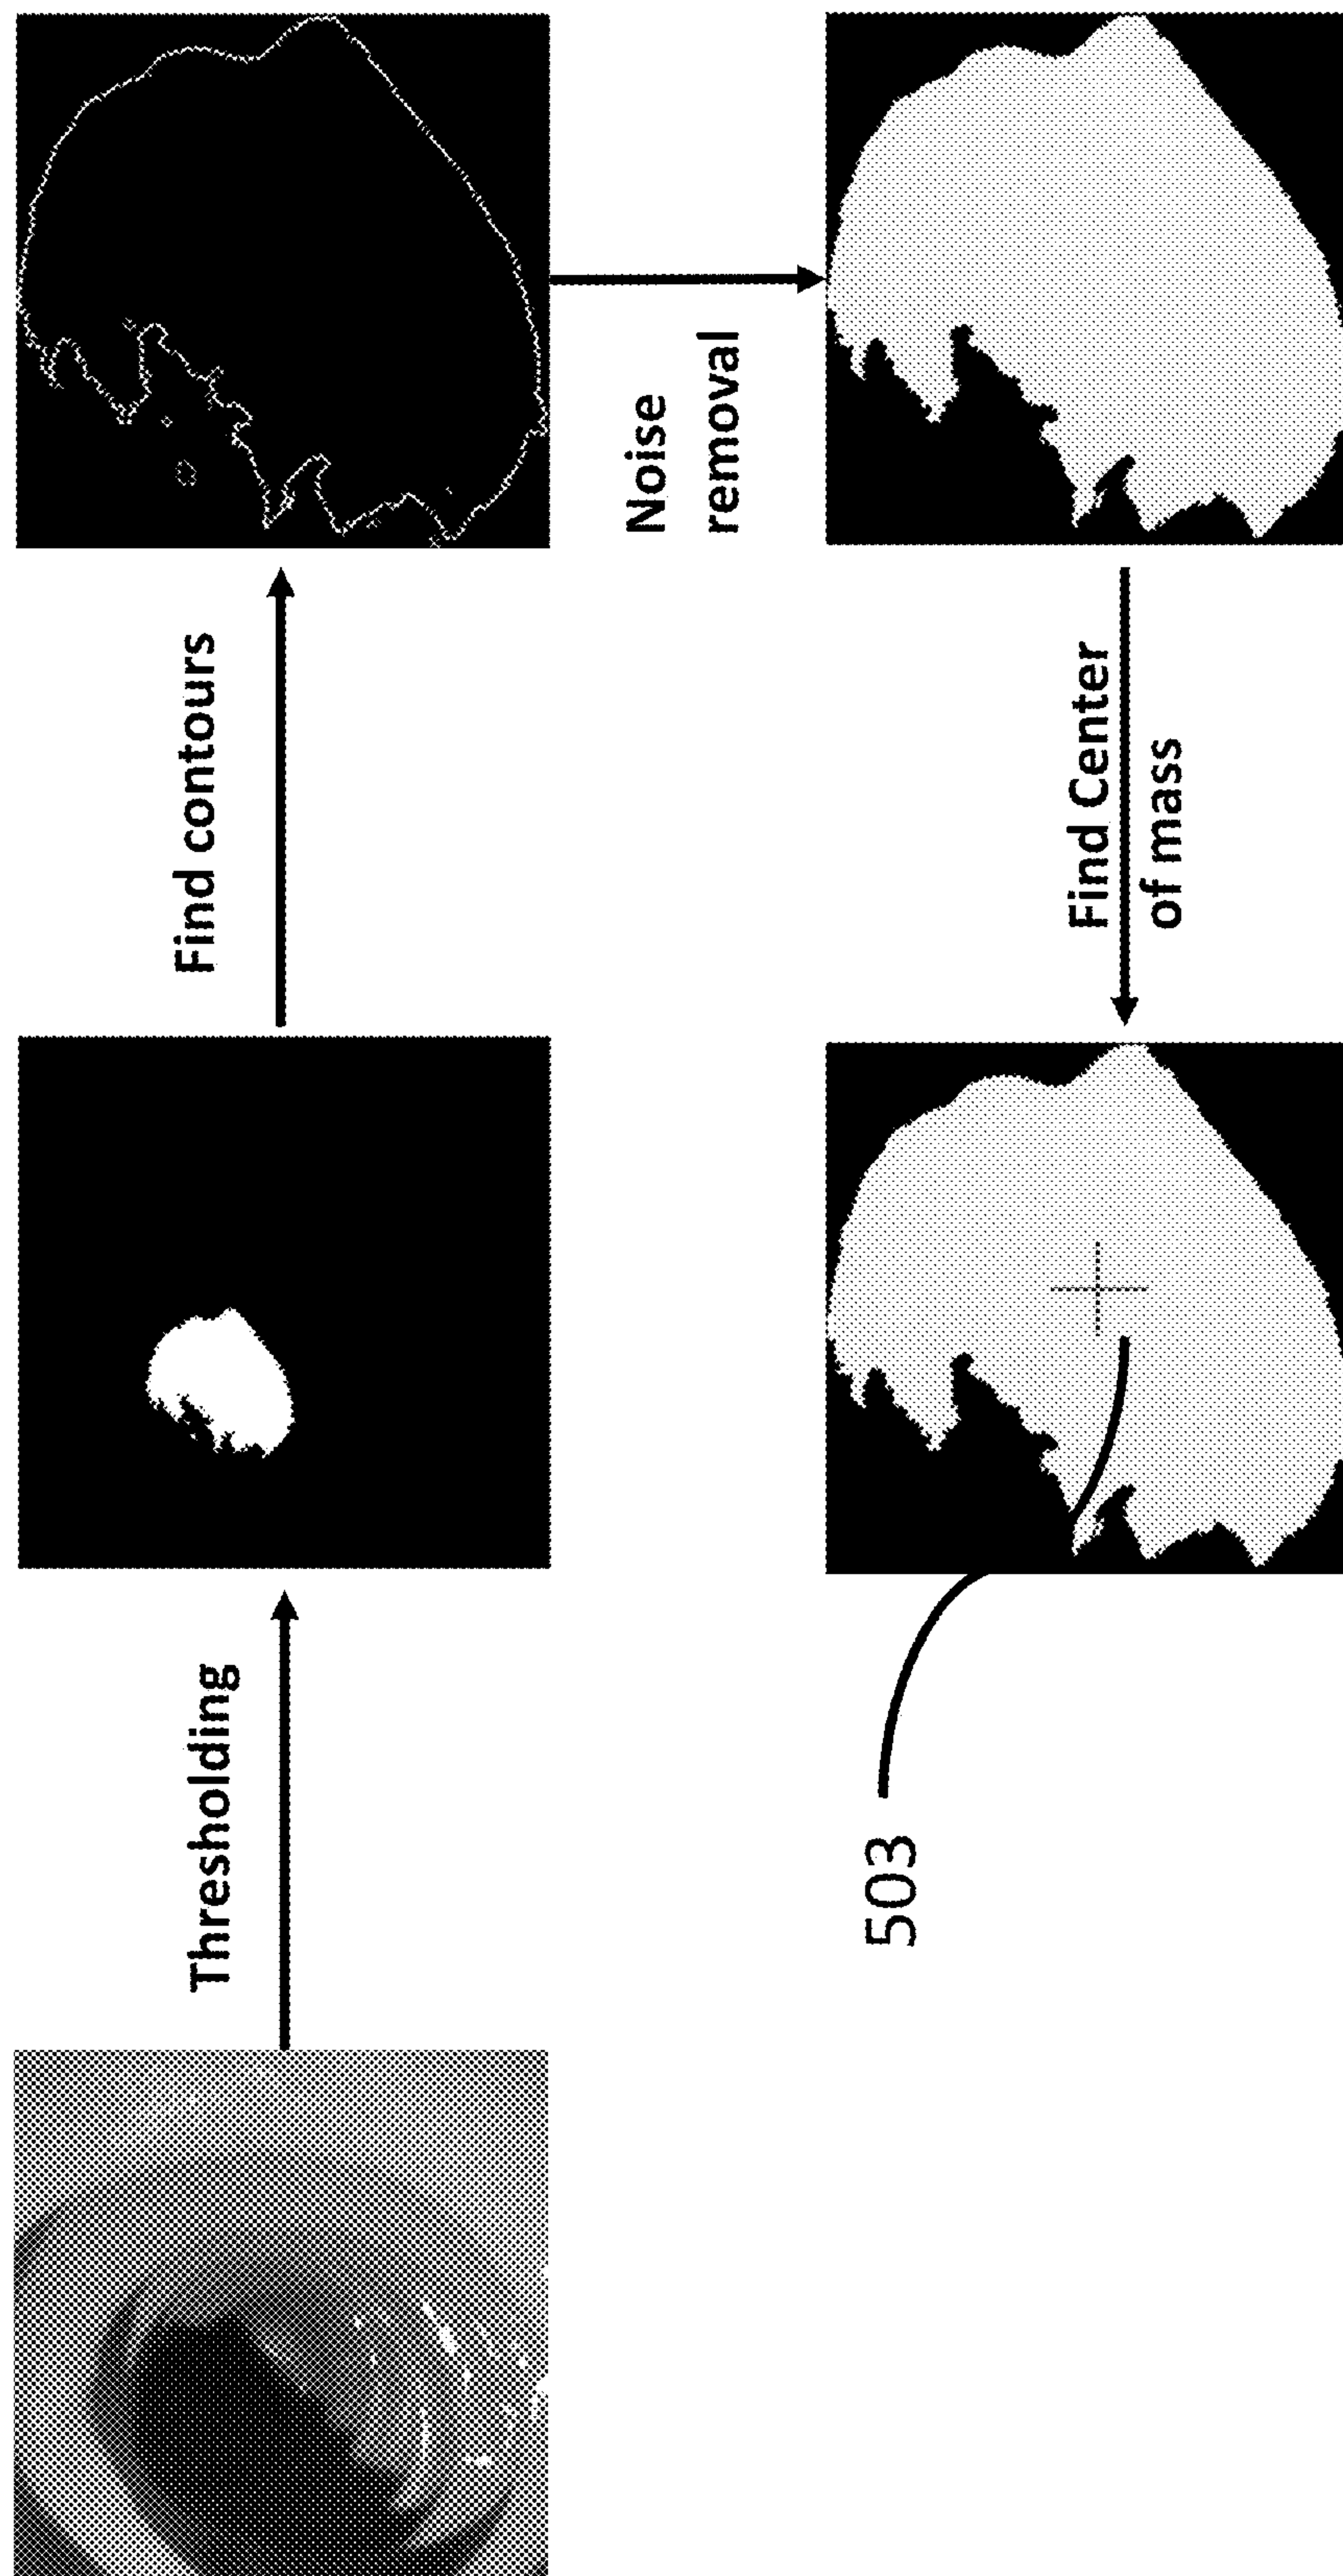 Thresholding
Find contours
Noise
removal
Find Center
of mass
503